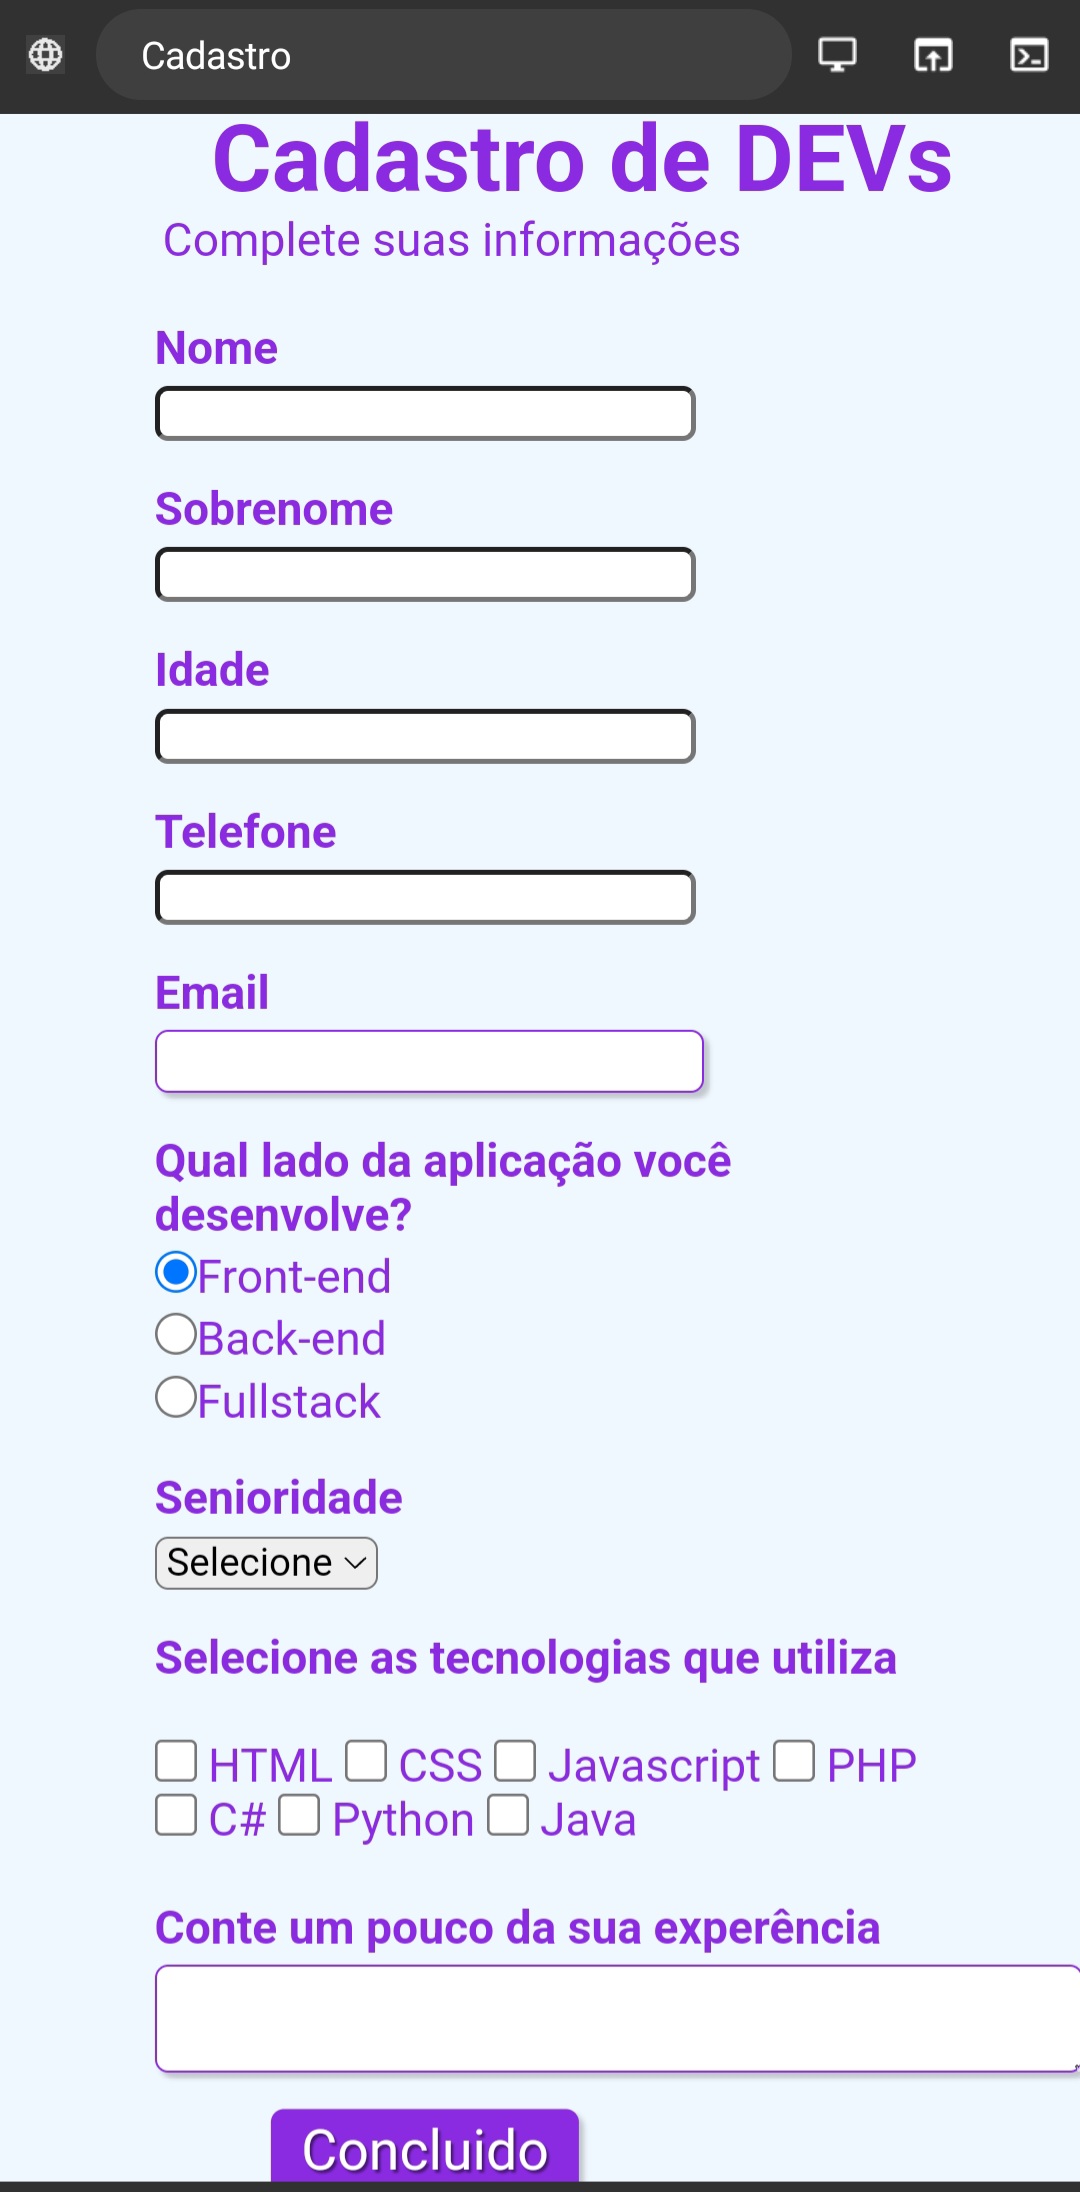 Cadastro
Cadastro de DEVs
Complete suas informações
Nome
Sobrenome
Idade
Telefone
Email
Qual lado da aplicação você
desenvolve?
Front-end
Back-end
Fullstack
Senioridade
Selecione
Selecione as tecnologias que utiliza
HTML CSS Javascript PHP
C# Python Java
Conte um pouco da sua experência
Concluido